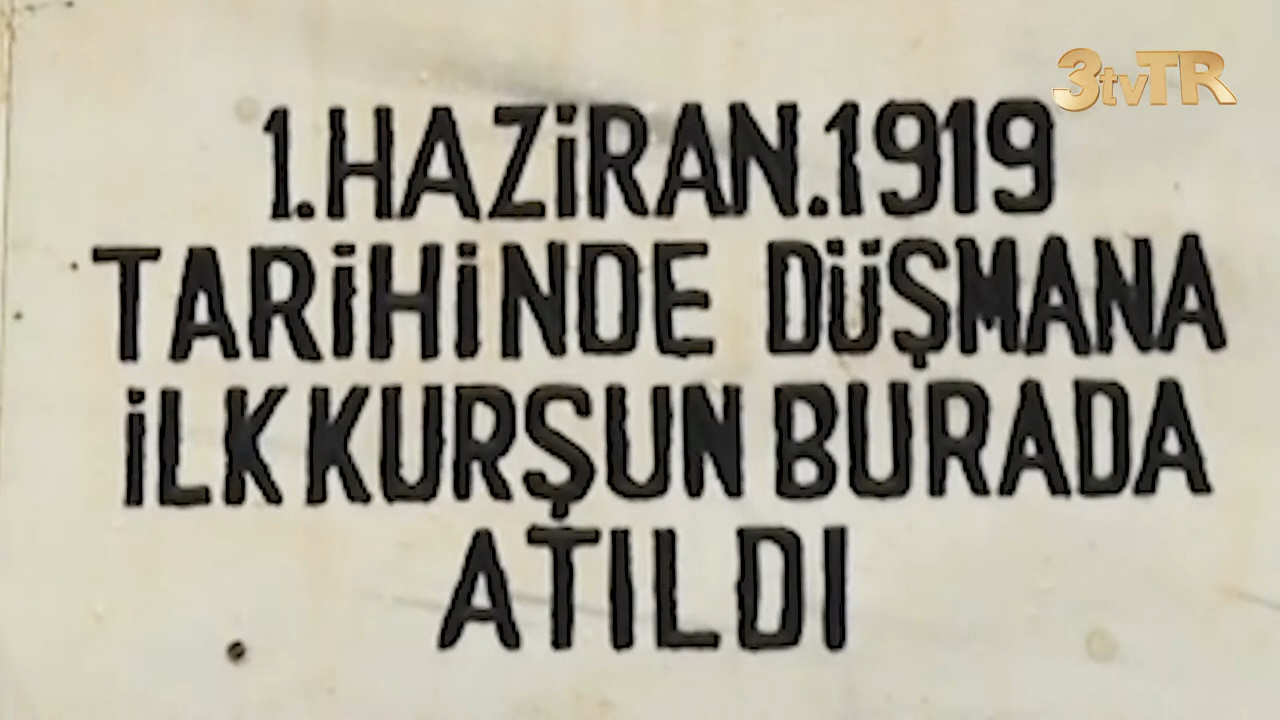 3tvTR
1.HAZİRAN.1919
TARİHİNDE DÜŞMANA
İLK KURŞUN BURADA
ATILDI